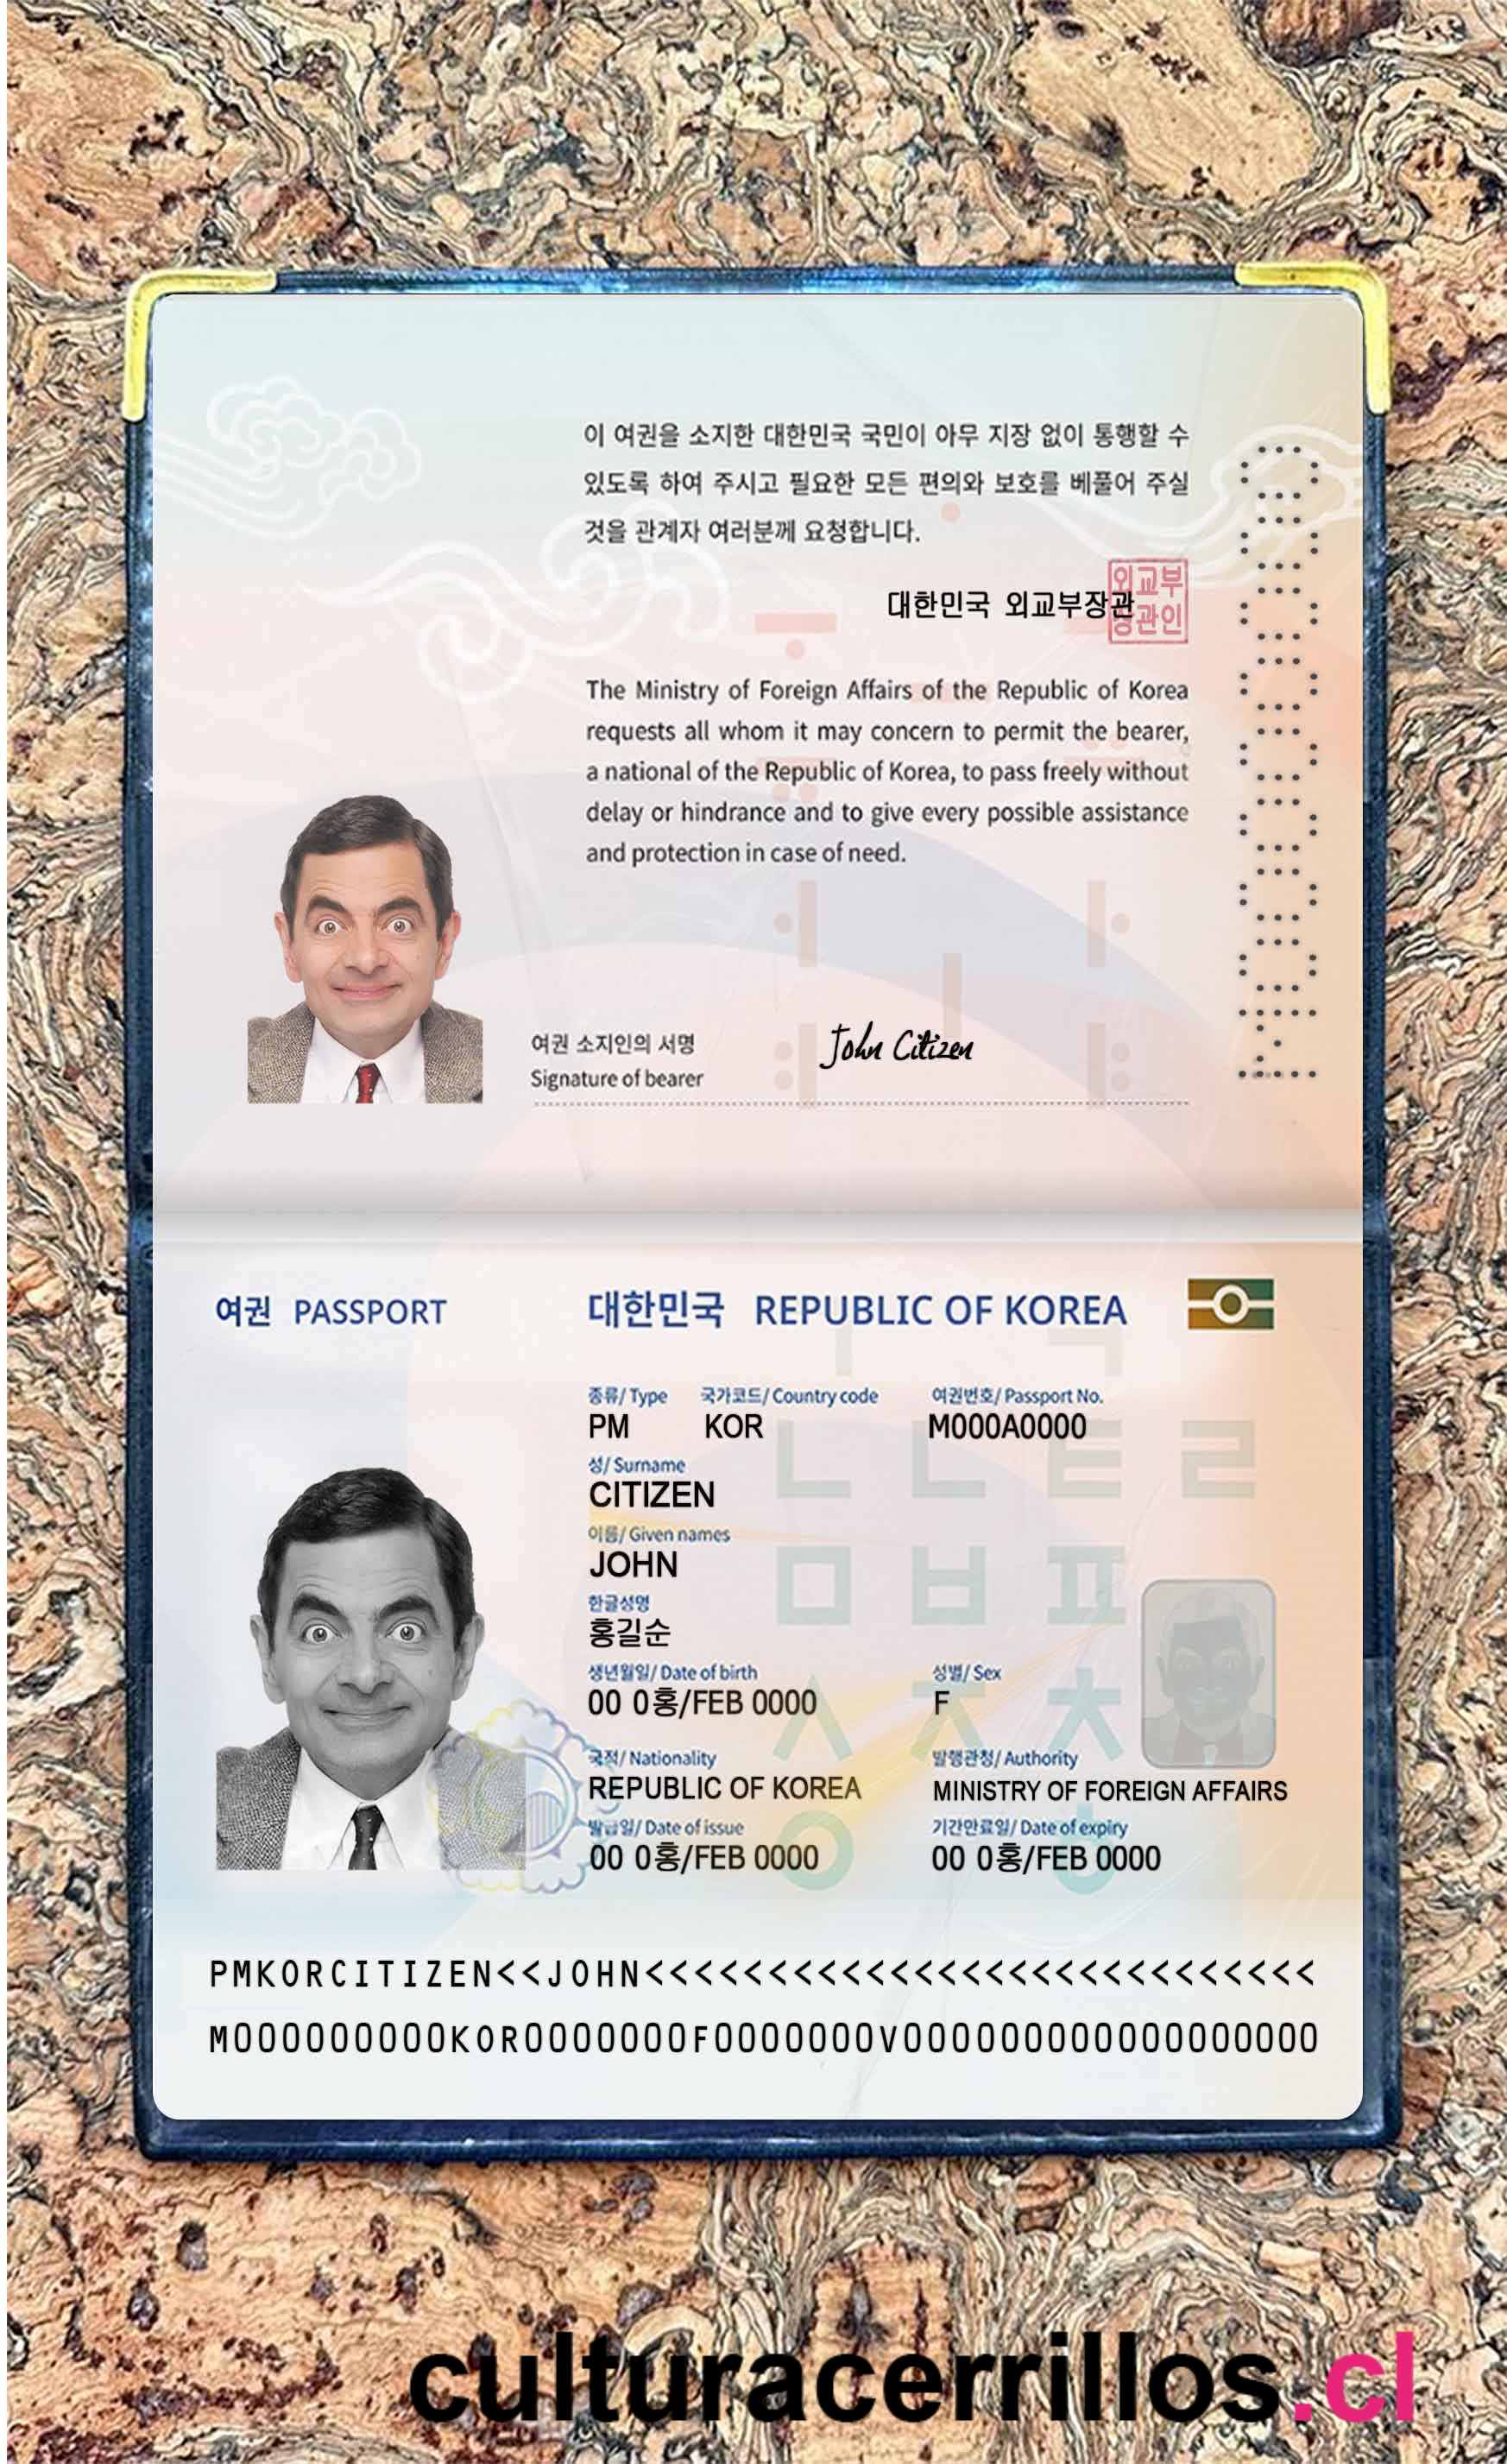 이 여권을 소지한 대한민국 국민이 아무 지장 없이 통행할 수
있도록 하여 주시고 필요한 모든 편의와 보호를 베풀어 주실
것을 관계자 여러분께 요청합니다.
대한민국 외교부장관
외교부
장관인
The Ministry of Foreign Affairs of the Republic of Korea
requests all whom it may concern to permit the bearer,
a national of the Republic of Korea, to pass freely without
delay or hindrance and to give every possible assistance
and protection in case of need.
여권 소지인의 서명 John Citizen
Signature of bearer
여권 PASSPORT 대한민국 REPUBLIC OF KOREA
종류/ Type 국가코드/ Country code 여권번호/ Passport No.
PM KOR M000A0000
성/ Surname
CITIZEN
이름/ Given names
JOHN
한글성명
홍길순
생년월일/ Date of birth 성별/ Sex
00 0홍/FEB 0000 F
국적/ Nationality 발행관청/ Authority
REPUBLIC OF KOREA MINISTRY OF FOREIGN AFFAIRS
발급일/ Date of issue 기간만료일/ Date of expiry
00 0홍/FEB 0000 00 0홍/FEB 0000
PMKORCITIZEN<<JOHN<<<<<<<<<<<<<<<<<<<<<<<<<<<
M000000000KOR0000000F0000000V00000000000000000
culturacerrillos.cl